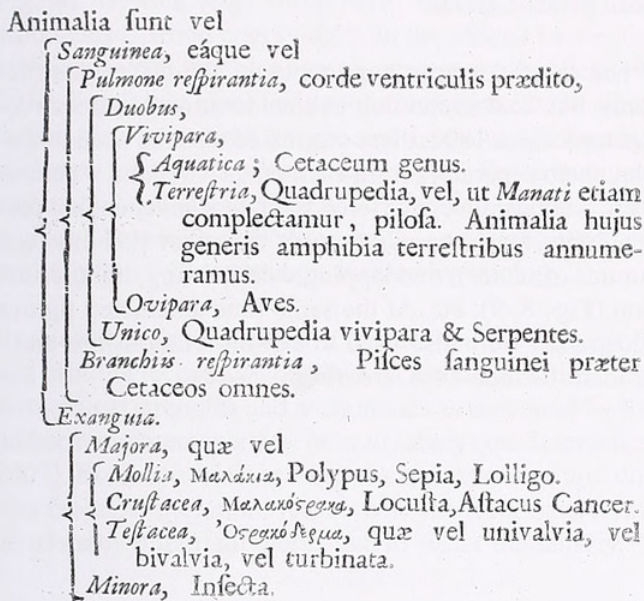 Animalia ſunt vel
Sanguinea, eáque vel
Pulmone reſpirantia, corde ventriculis prædito,
Duobus,
Vivipara,
Aquatica; Cetaceum genus.
Terreſtria, Quadrupedia, vel, ut Manati etiam
complectamur, piloſa. Animalia hujus
generis amphibia terreſtribus annume-
ramus.
Ovipara, Aves.
Unico, Quadrupedia vivipara & Serpentes.
Branchiis reſpirantia, Piſces ſanguinei præter
Cetaceos omnes.
Exanguia.
Majora, quæ vel
Mollia, Μαλάκια, Polypus, Sepia, Lolligo.
Cruſtacea, Μαλακόςρακα, Locuſta, Aſtacus Cancer.
Teſtacea, Ὀςρακόδερμα, quæ vel univalvia, vel
bivalvia, vel turbinata.
Minora, Inſecta.